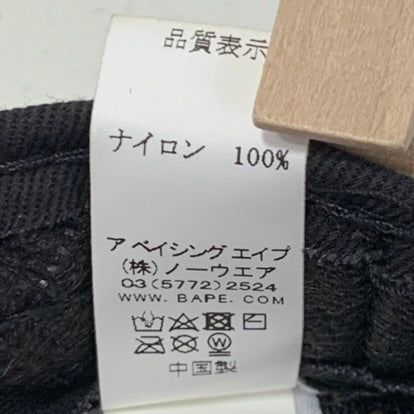 品質表示
ナイロン 100%
ア ベイシング エイプ
(株) ノーウエア
03(5772)2524
WWW.BAPE.COM
W
中国製